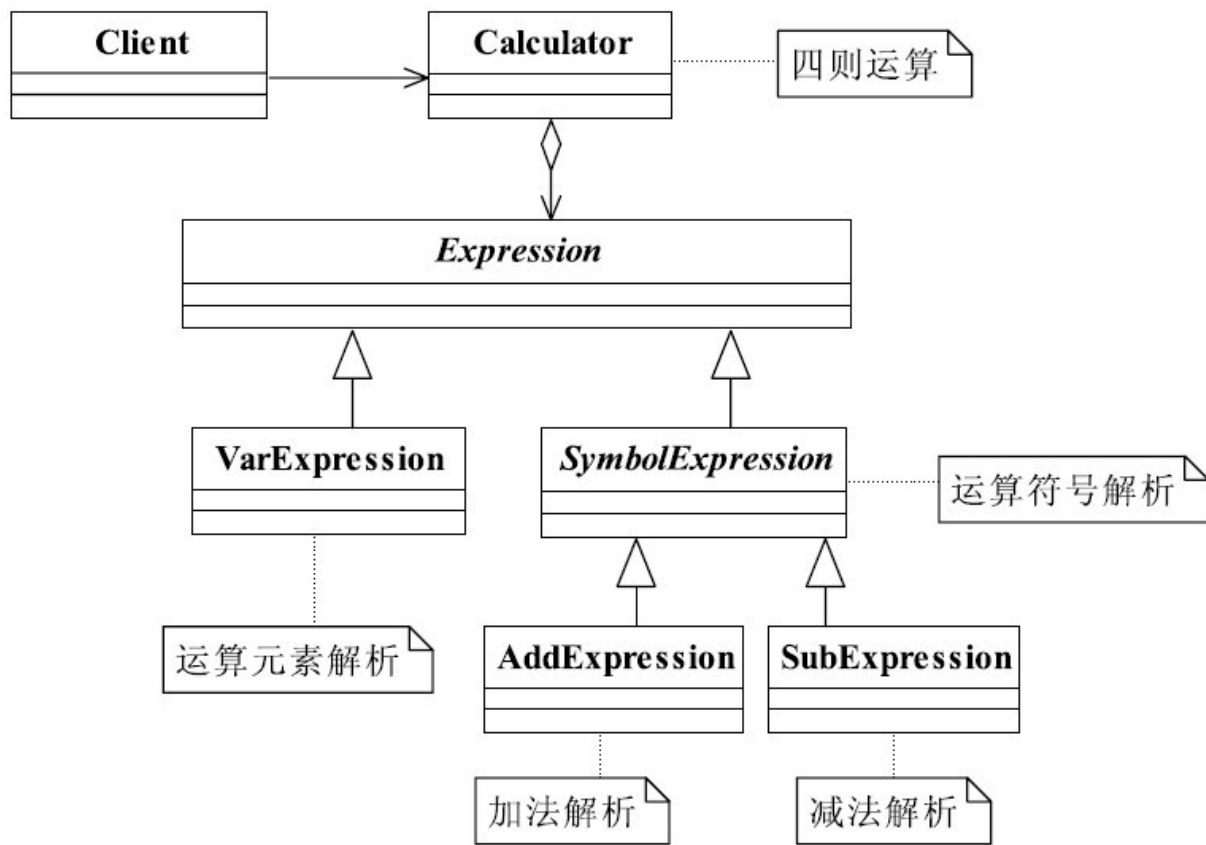 Client
Calculator
四则运算
Expression
VarExpression
SymbolExpression
运算符号解析
运算元素解析
AddExpression
SubExpression
加法解析
减法解析